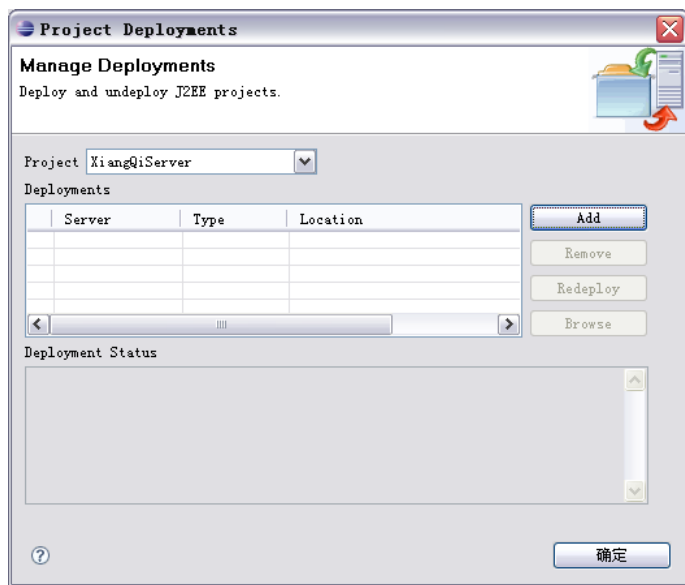 Project Deployments
Manage Deployments
Deploy and undeploy J2EE projects.
Project XiangQiServer
Deployments
Server Type Location Add
Remove
Redeploy
Browse
Deployment Status
? 确定